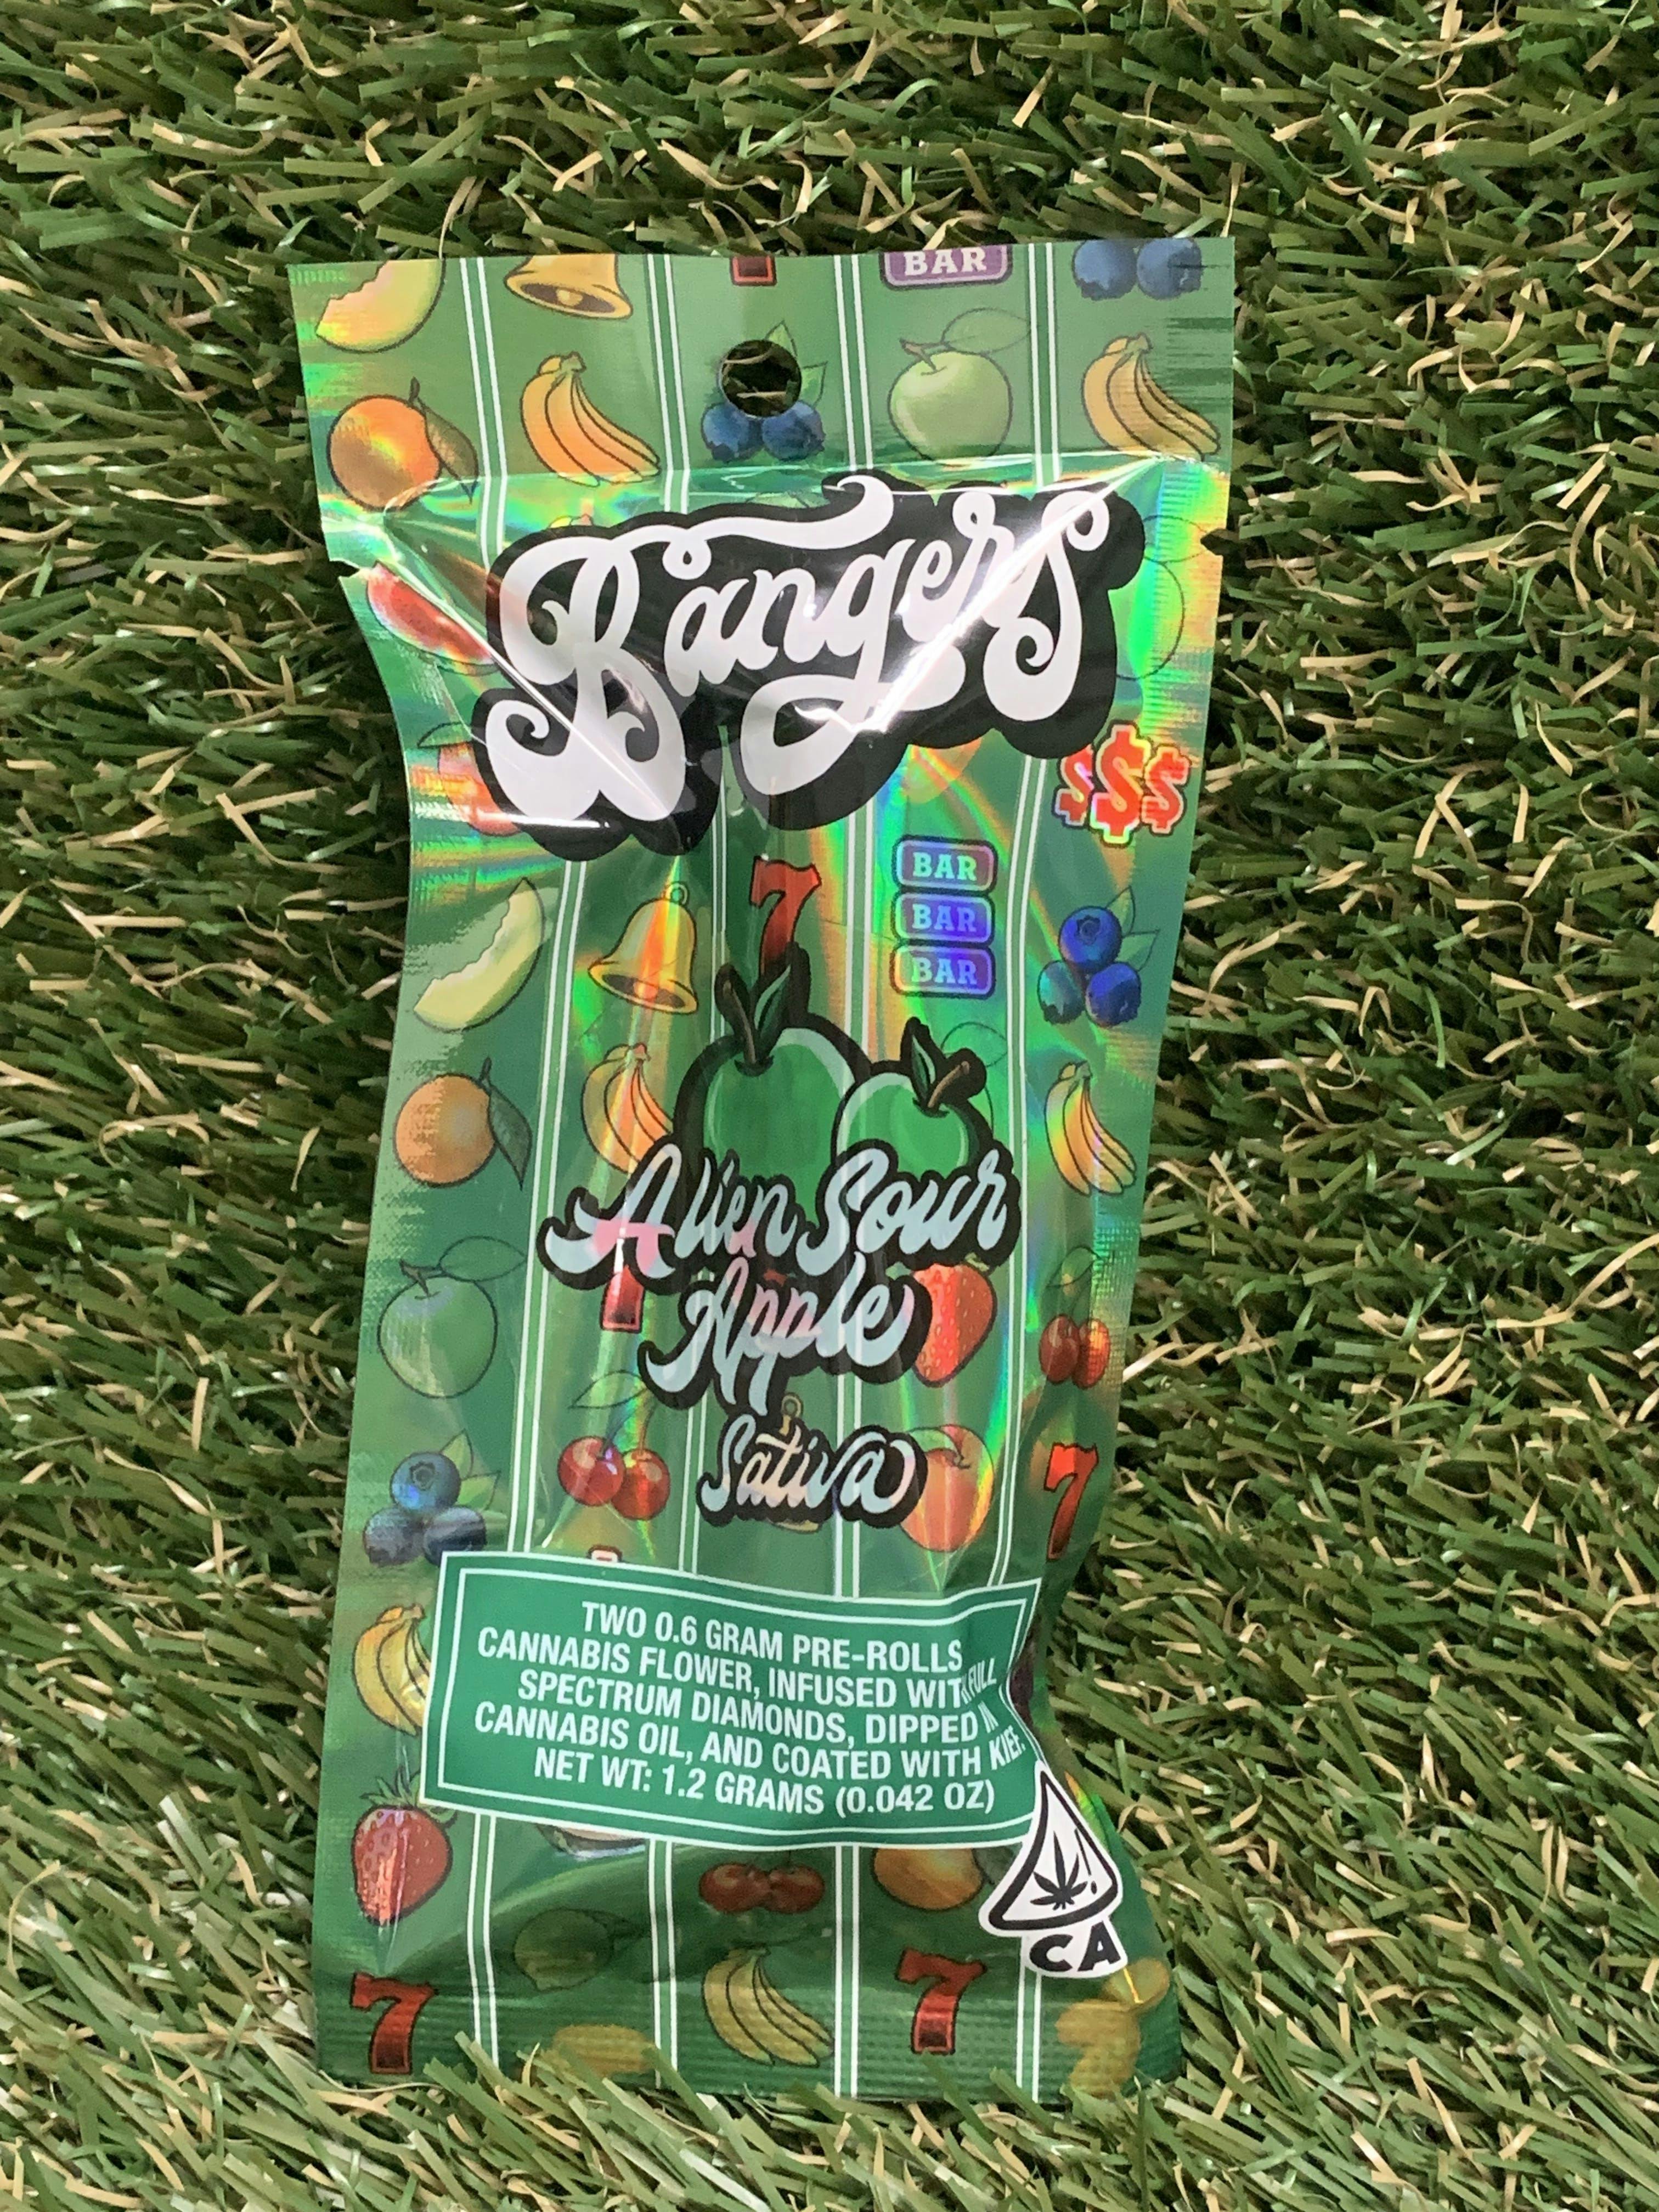 BAR
Bangers
$$$
7
BAR
BAR
BAR
Alien Sour
Apple
Sativa
7
TWO 0.6 GRAM PRE-ROLLS
CANNABIS FLOWER, INFUSED WITH FULL
SPECTRUM DIAMONDS, DIPPED IN
CANNABIS OIL, AND COATED WITH KIEF.
NET WT: 1.2 GRAMS (0.042 OZ)
CA
7
7